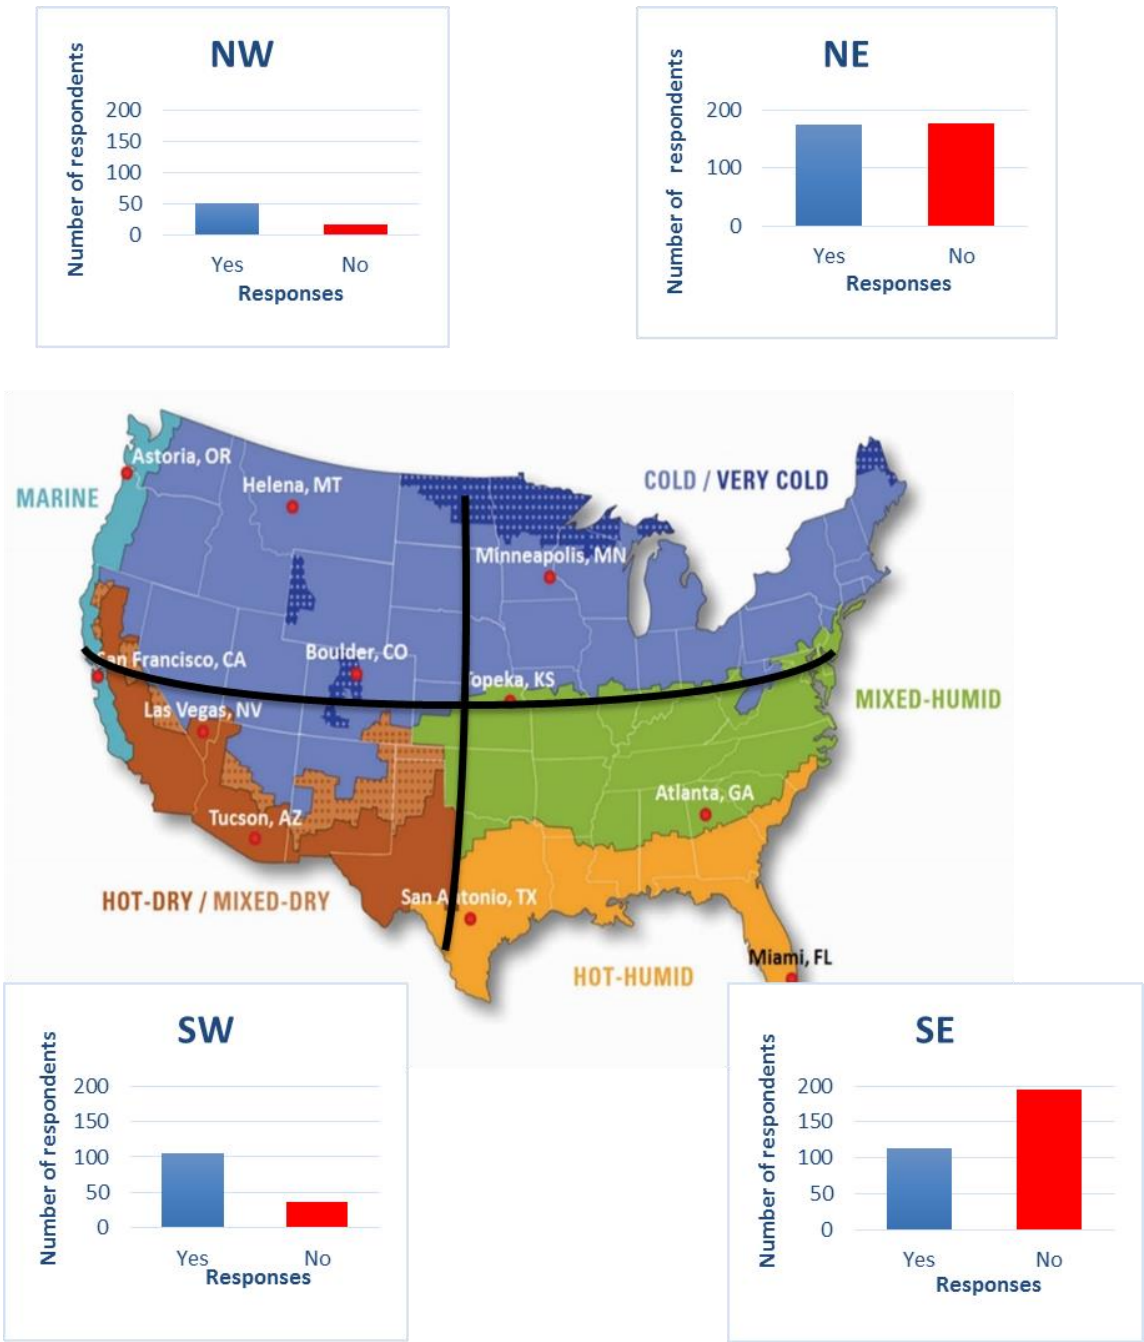 NW
Number of respondents
200
150
100
50
0
Yes No
Responses
NE
Number of respondents
200
100
0
Yes No
Responses
Astoria, OR
Helena, MT
COLD / VERY COLD
MARINE
Minneapolis, MN
San Francisco, CA
Boulder, CO
Topeka, KS
Las Vegas, NV
MIXED-HUMID
Atlanta, GA
Tucson, AZ
San Antonio, TX
HOT-DRY / MIXED-DRY
Miami, FL
HOT-HUMID
SW
Number of respondents
200
150
100
50
0
Yes No
Responses
SE
Number of respondents
200
150
100
50
0
Yes No
Responses